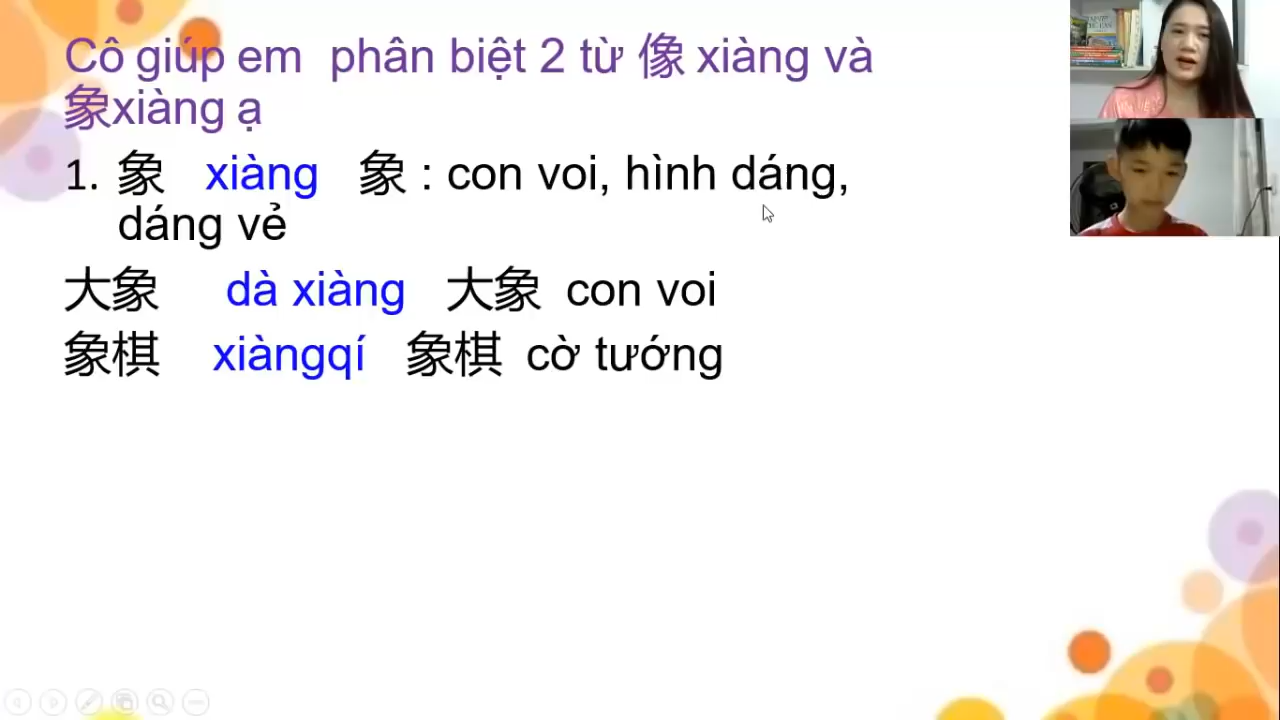 Cô giúp em phân biệt 2 từ 像 xiàng và
象xiàng ạ
1. 象 xiàng 象 : con voi, hình dáng,
dáng vẻ
大象 dà xiàng 大象 con voi
象棋 xiàngqí 象棋 cờ tướng